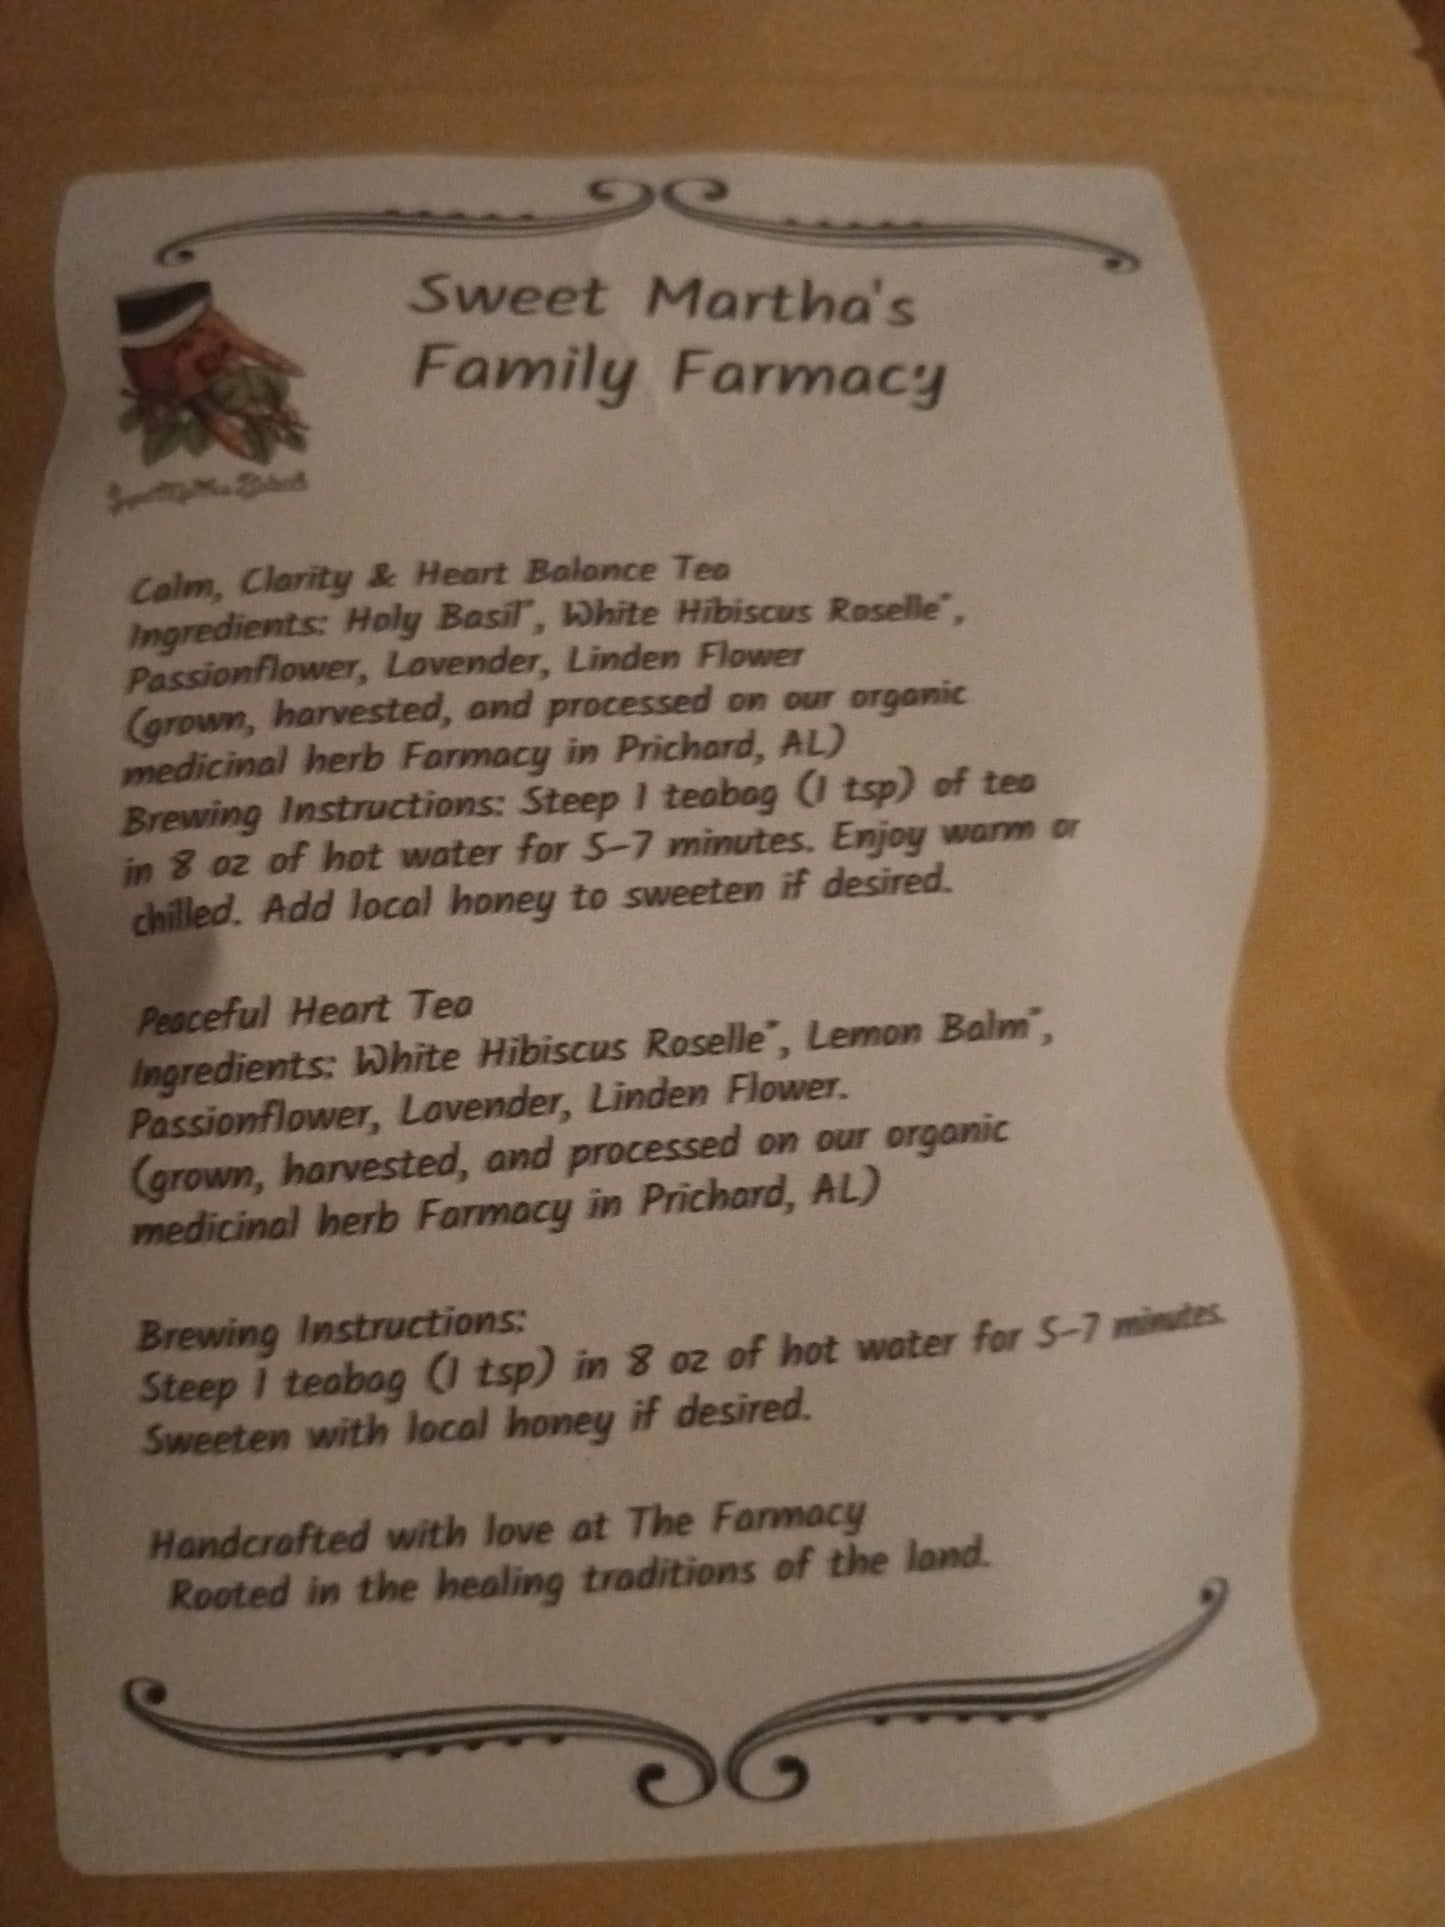 Sweet Martha's
Family Farmacy
Calm, Clarity & Heart Balance Tea
Ingredients: Holy Basil*, White Hibiscus Roselle*,
Passionflower, Lavender, Linden Flower
(grown, harvested, and processed on our organic
medicinal herb Farmacy in Prichard, AL)
Brewing Instructions: Steep 1 teabag (1 tsp) of tea
in 8 oz of hot water for 5-7 minutes. Enjoy warm or
chilled. Add local honey to sweeten if desired.
Peaceful Heart Tea
Ingredients: White Hibiscus Roselle*, Lemon Balm*,
Passionflower, Lavender, Linden Flower.
(grown, harvested, and processed on our organic
medicinal herb Farmacy in Prichard, AL)
Brewing Instructions:
Steep 1 teabag (1 tsp) in 8 oz of hot water for 5-7 minutes.
Sweeten with local honey if desired.
Handcrafted with love at The Farmacy
Rooted in the healing traditions of the land.